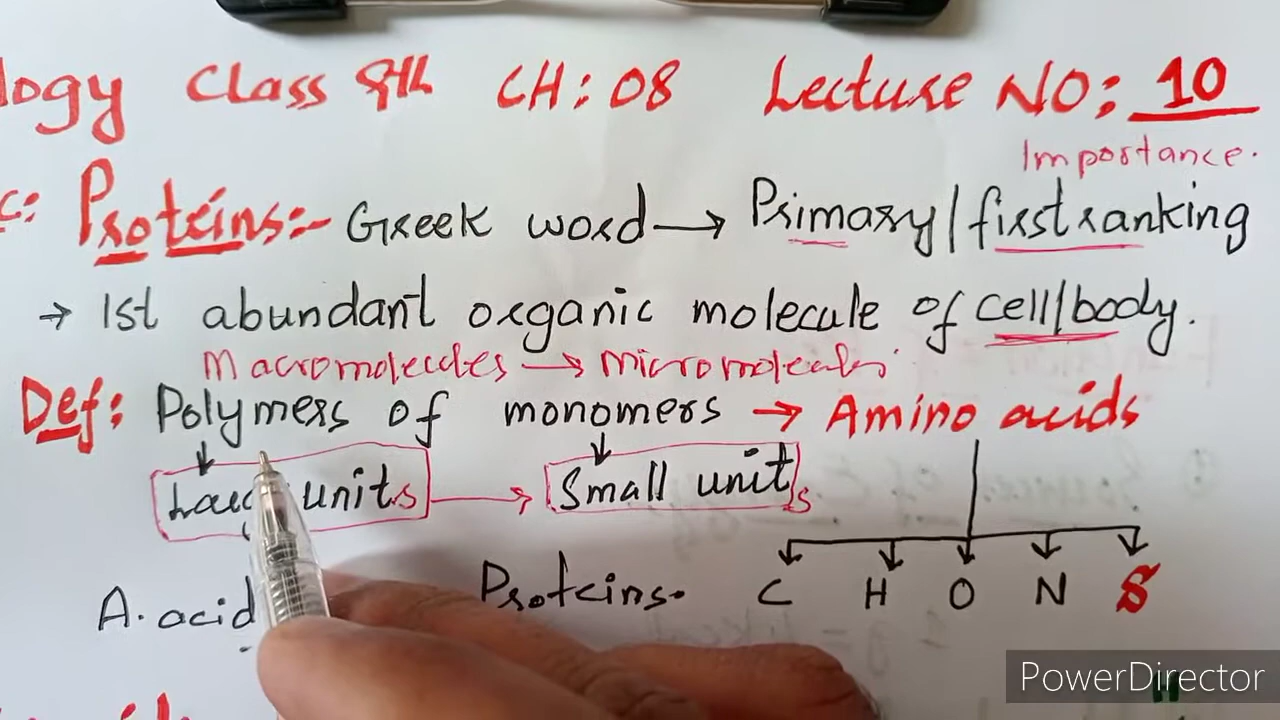 logy Class 8th CH: 08 Lecture NO: 10
Importance.
c: Proteins:- Greek word → Primary/first ranking
→ 1st abundant organic molecule of cell/body.
Macromolecules → Micromolecules
Def: Polymers of monomers → Amino acids
units → Small units
C H O N S
A. acid Proteins.
PowerDirector